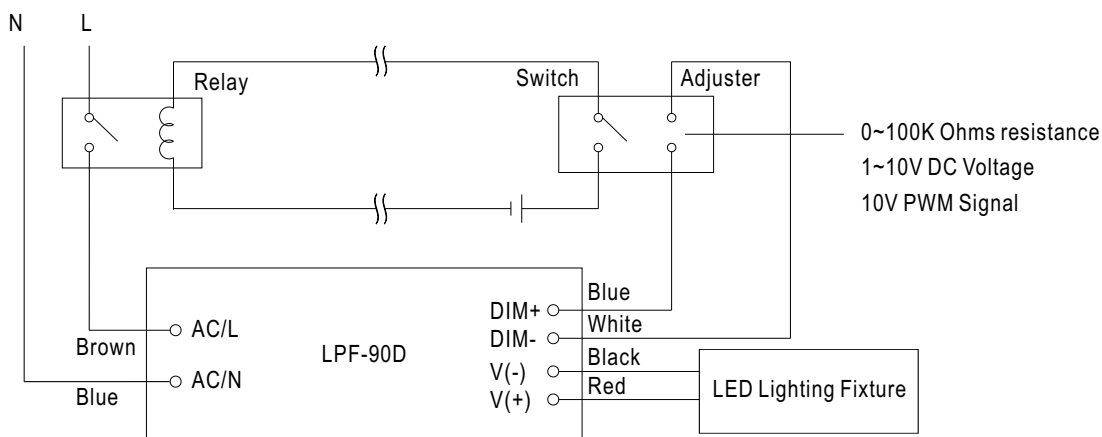 N L
Relay
Switch
Adjuster
0~100K Ohms resistance
1~10V DC Voltage
10V PWM Signal
Blue
DIM+
White
DIM-
AC/L
Brown
LPF-90D
Black
V(-)
AC/N
Blue
Red
V(+)
LED Lighting Fixture